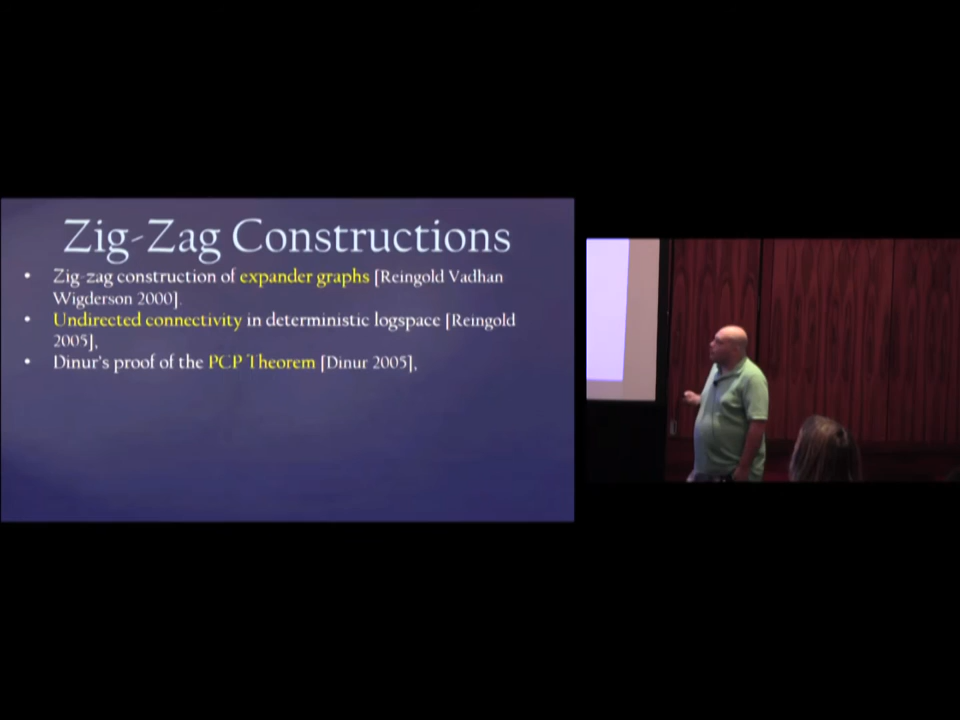 Zig-Zag Constructions
• Zig-zag construction of expander graphs [Reingold Vadhan
Wigderson 2000].
• Undirected connectivity in deterministic logspace [Reingold
2005],
• Dinur's proof of the PCP Theorem [Dinur 2005],